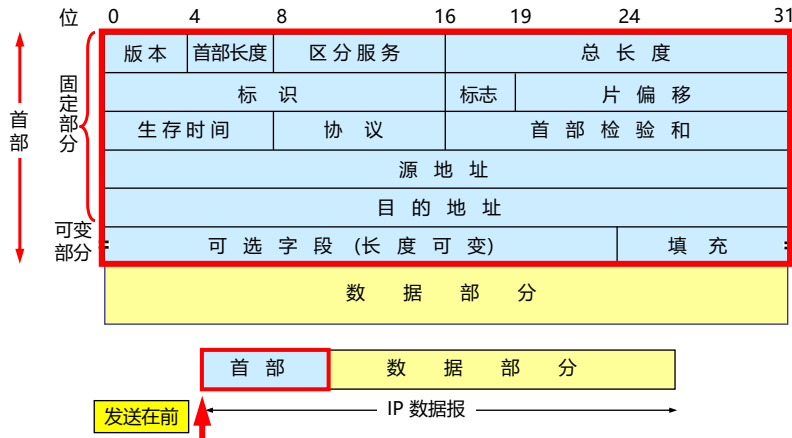 位 0 4 8 16 19 24 31
版本 首部长度 区分服务 总长度
标识 标志 片偏移
生存时间 协议 首部检验和
源地址
目的地址
可选字段 (长度可变) 填充
数据部分
首部
固定部分
可变
部分
首部 数据部分
发送在前 IP 数据报